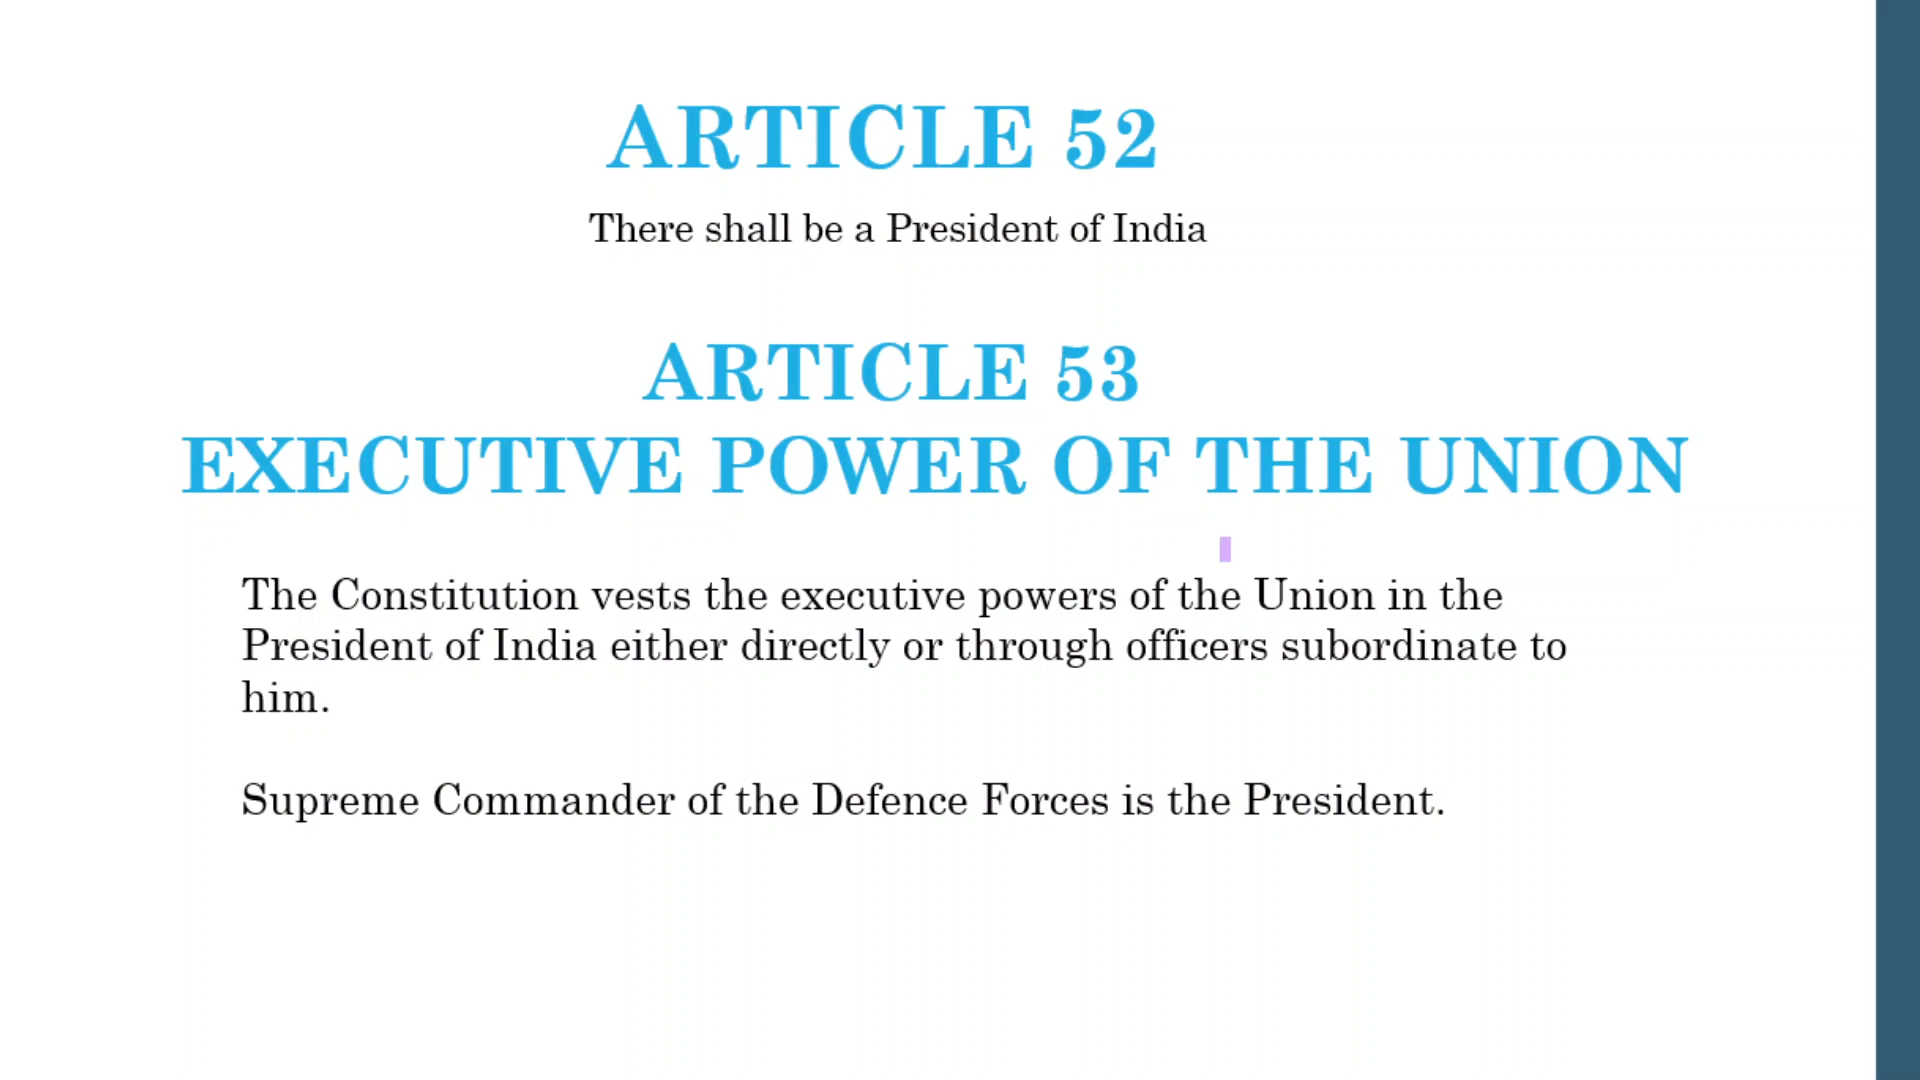 ARTICLE 52
There shall be a President of India
ARTICLE 53
EXECUTIVE POWER OF THE UNION
The Constitution vests the executive powers of the Union in the
President of India either directly or through officers subordinate to
him.
Supreme Commander of the Defence Forces is the President.